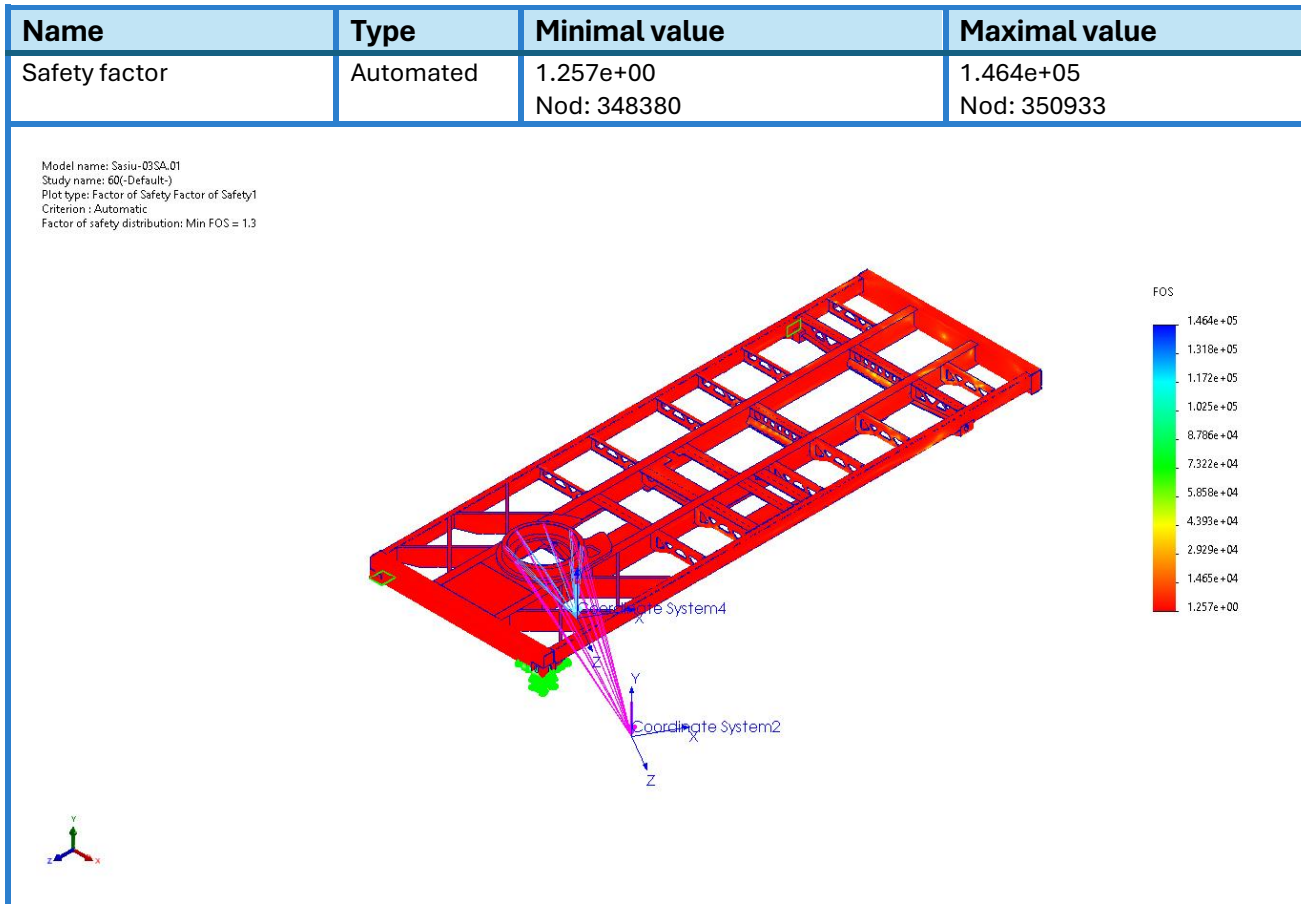 Name Type Minimal value Maximal value
Safety factor Automated 1.257e+00 1.464e+05
Nod: 348380 Nod: 350933
Model name: Sasiu-03SA.01
Study name: 60(-Default-)
Plot type: Factor of Safety Factor of Safety1
Criterion : Automatic
Factor of safety distribution: Min FOS = 1.3
FOS
1.464e+05
1.318e+05
1.172e+05
1.025e+05
8.786e+04
7.322e+04
5.858e+04
4.393e+04
2.929e+04
1.465e+04
1.257e+00
Coordinate System4
X
Z
Y
Coordinate System2
X
Z
Y
Z X